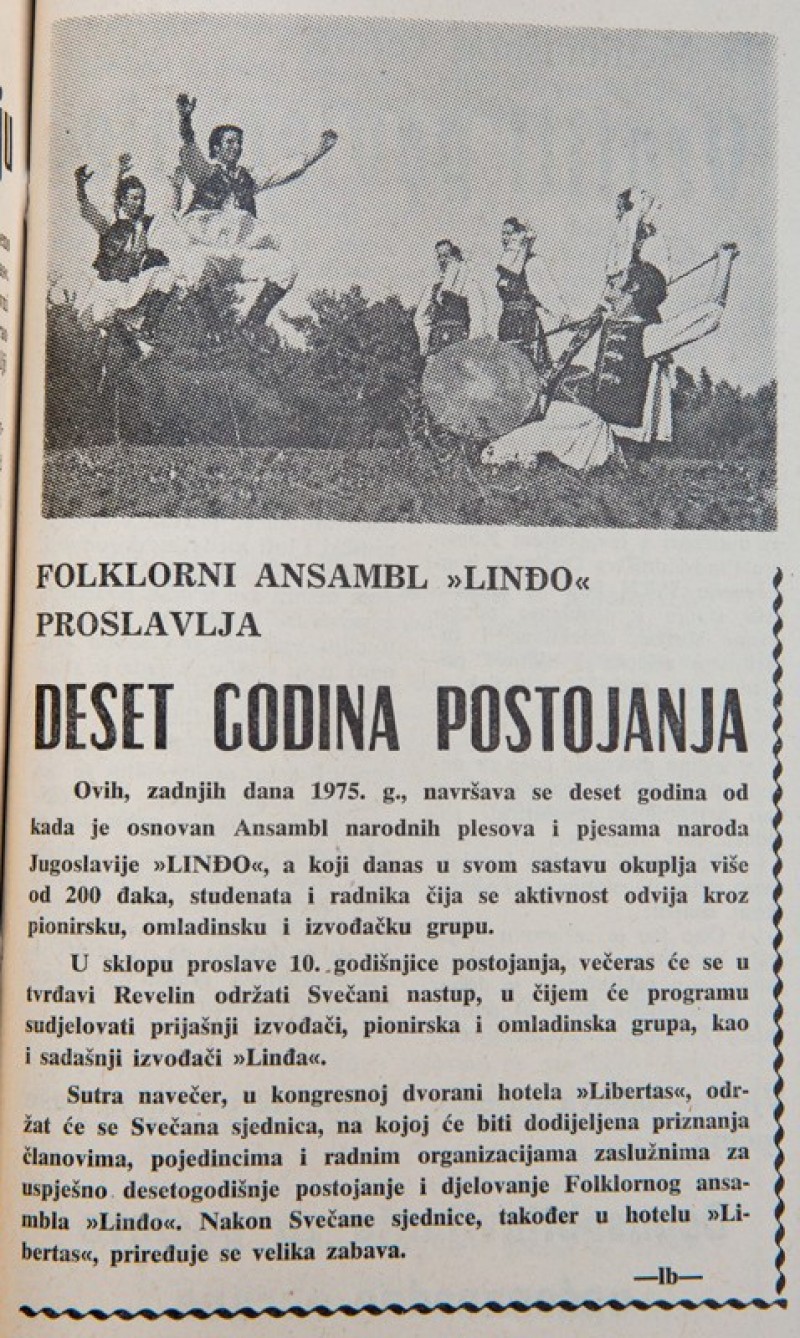 FOLKLORNI ANSAMBL »LINĐO«
PROSLAVLJA
DESET GODINA POSTOJANJA
Ovih, zadnjih dana 1975. g., navršava se deset godina od
kada je osnovan Ansambl narodnih plesova i pjesama naroda
Jugoslavije »LINĐO«, a koji danas u svom sastavu okuplja više
od 200 đaka, studenata i radnika čija se aktivnost odvija kroz
pionirsku, omladinsku i izvođačku grupu.
U sklopu proslave 10. godišnjice postojanja, večeras će se u
tvrđavi Revelin održati Svečani nastup, u čijem će programu
sudjelovati prijašnji izvođači, pionirska i omladinska grupa, kao
i sadašnji izvođači »Linđa«.
Sutra navečer, u kongresnoj dvorani hotela »Libertas«, odr-
žat će se Svečana sjednica, na kojoj će biti dodijeljena priznanja
članovima, pojedincima i radnim organizacijama zaslužnima za
uspješno desetogodišnje postojanje i djelovanje Folklornog ansa-
mbla »Linđo«. Nakon Svečane sjednice, također u hotelu »Li-
bertas«, priređuje se velika zabava.
—lb—